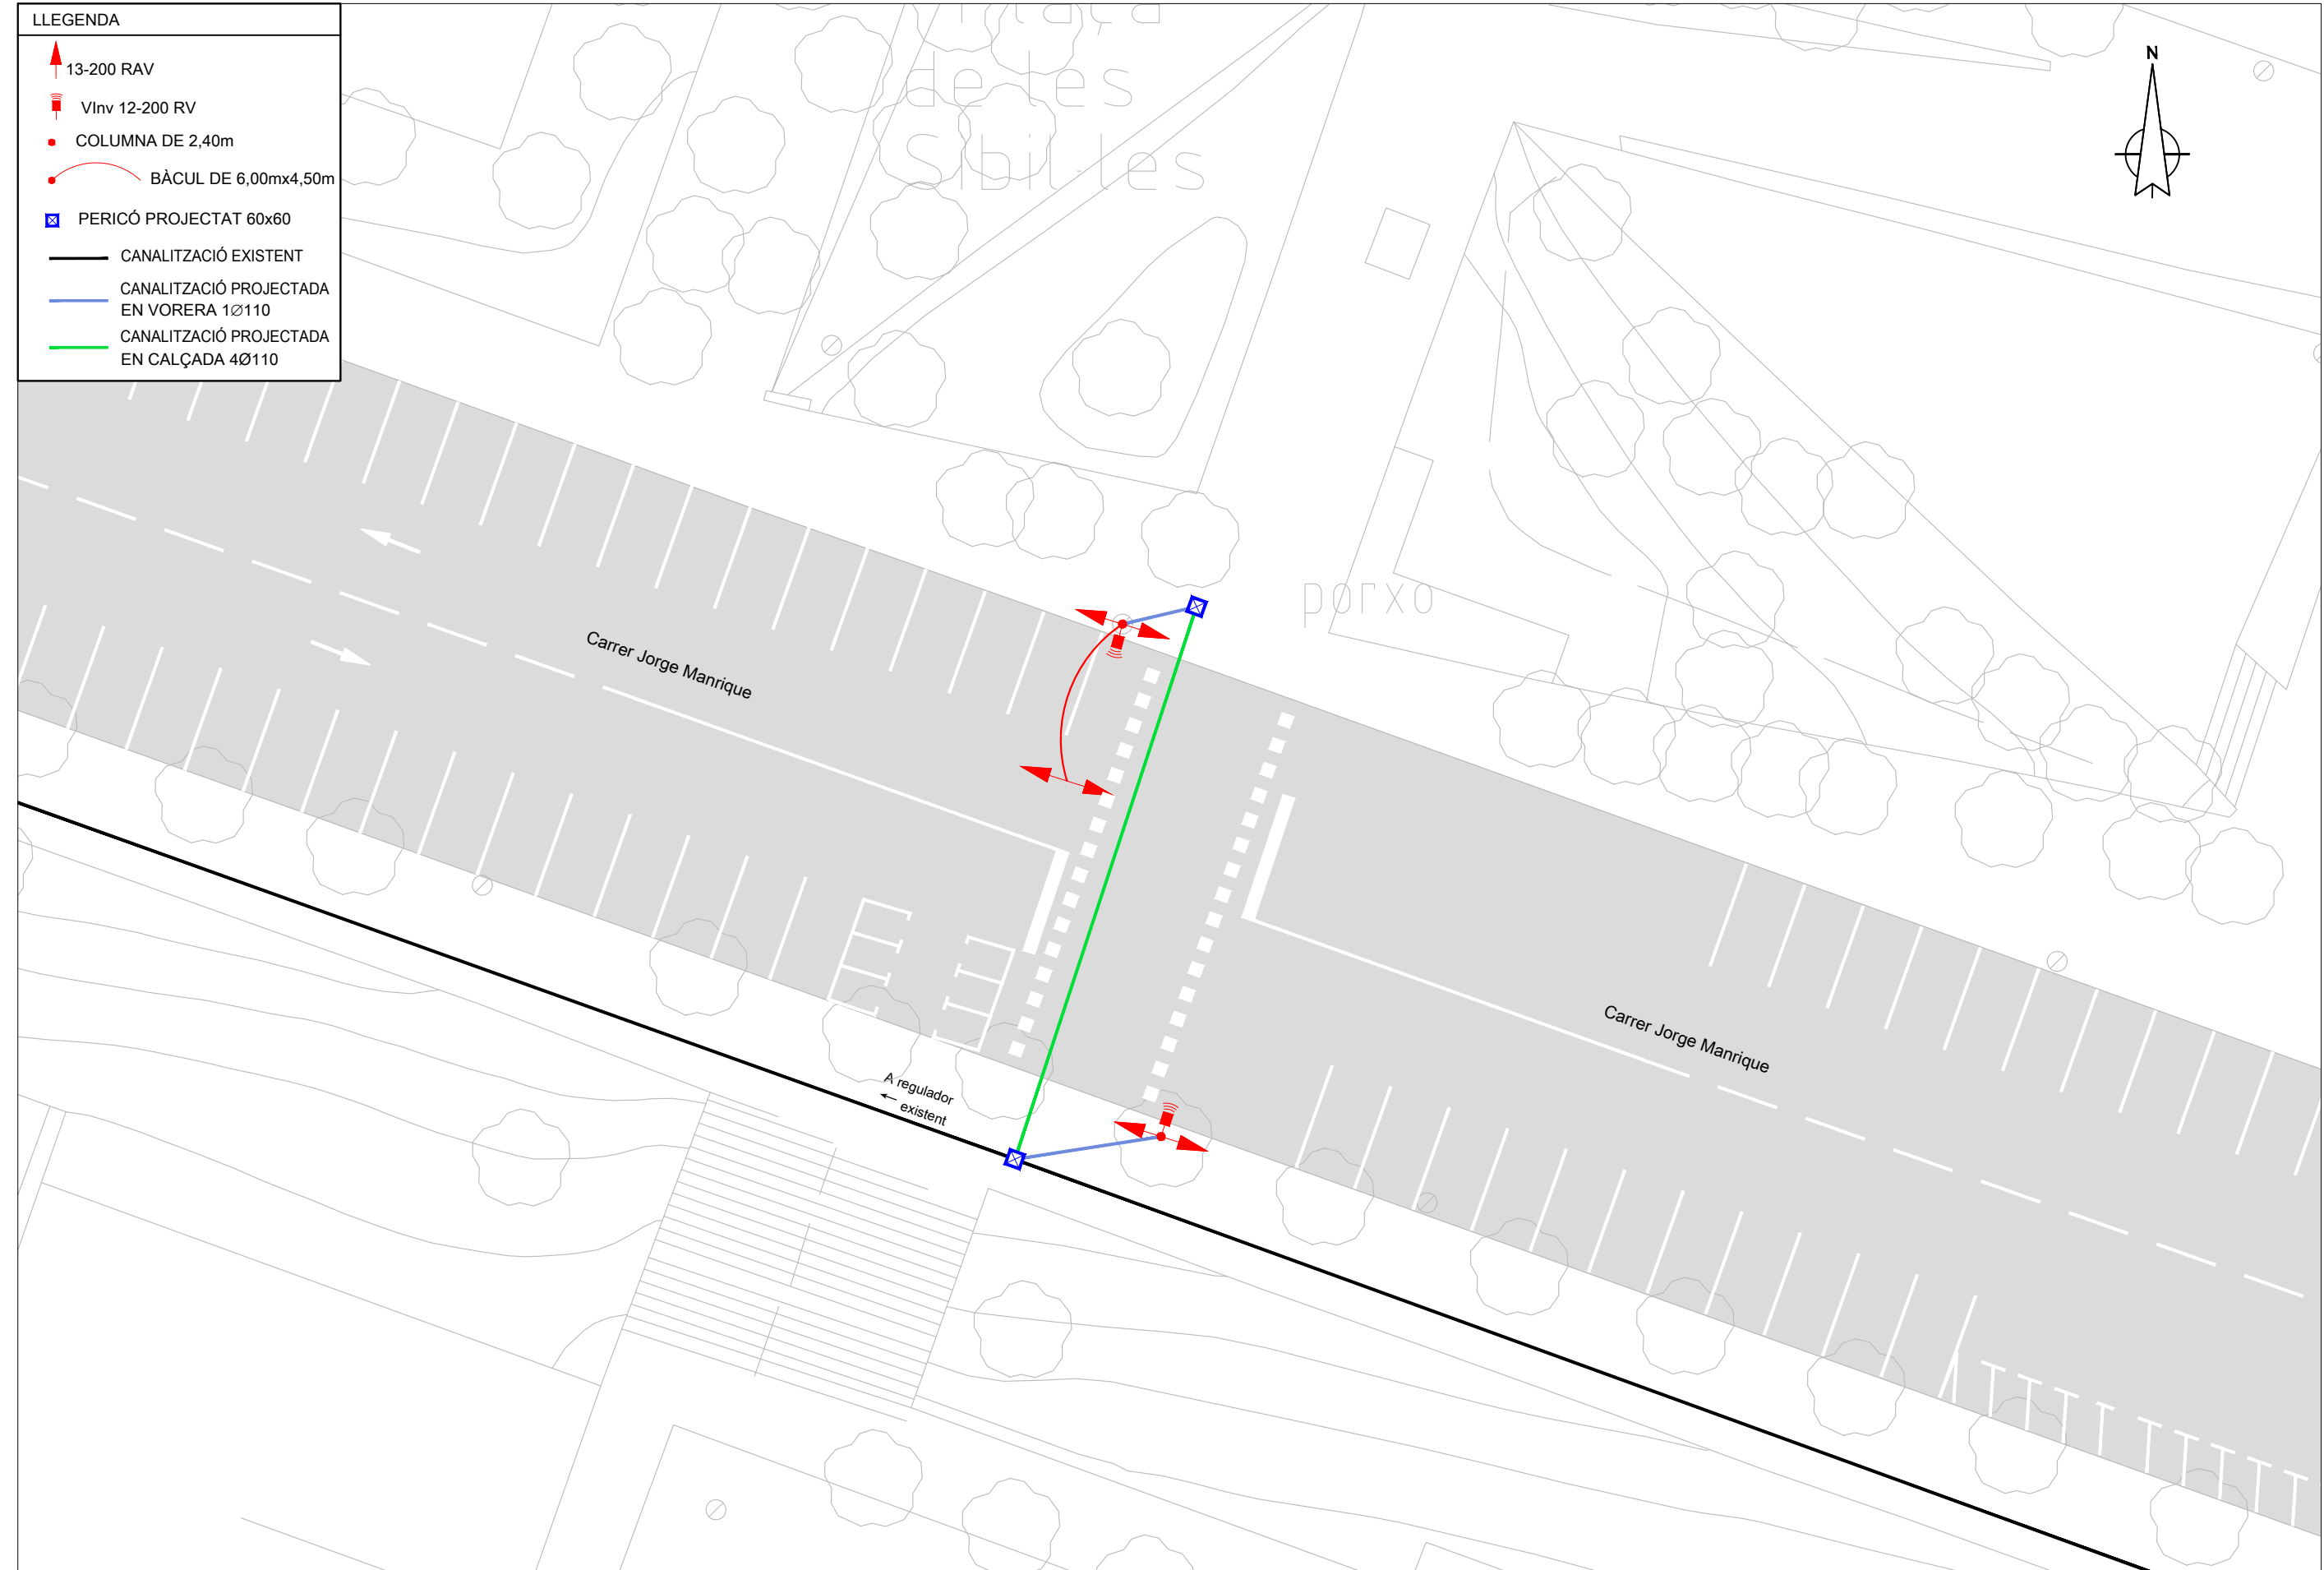 LLEGENDA
13-200 RAV
VInv 12-200 RV
COLUMNA DE 2,40m
BÀCUL DE 6,00mx4,50m
PERICÓ PROJECTAT 60x60
CANALITZACIÓ EXISTENT
CANALITZACIÓ PROJECTADA
EN VORERA 1∅110
CANALITZACIÓ PROJECTADA
EN CALÇADA 4Ø110
de les
Sibil·les
N
porxo
Carrer Jorge Manrique
Carrer Jorge Manrique
A regulador
existent